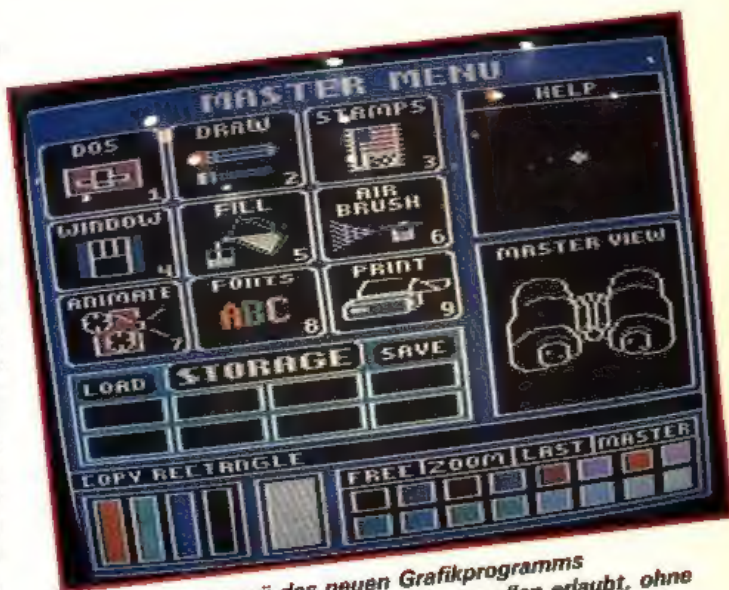 MASTER MENU
DOS
1
DRAW
2
STAMPS
3
WINDOW
4
FILL
5
AIR
BRUSH
6
ANIMATE
7
FONTS
ABC
8
PRINT
9
HELP
MASTER VIEW
LOAD STORAGE SAVE
COPY RECTANGLE
FREE ZOOM LAST MASTER
des neuen Grafikprogramms
erlaubt, ohne